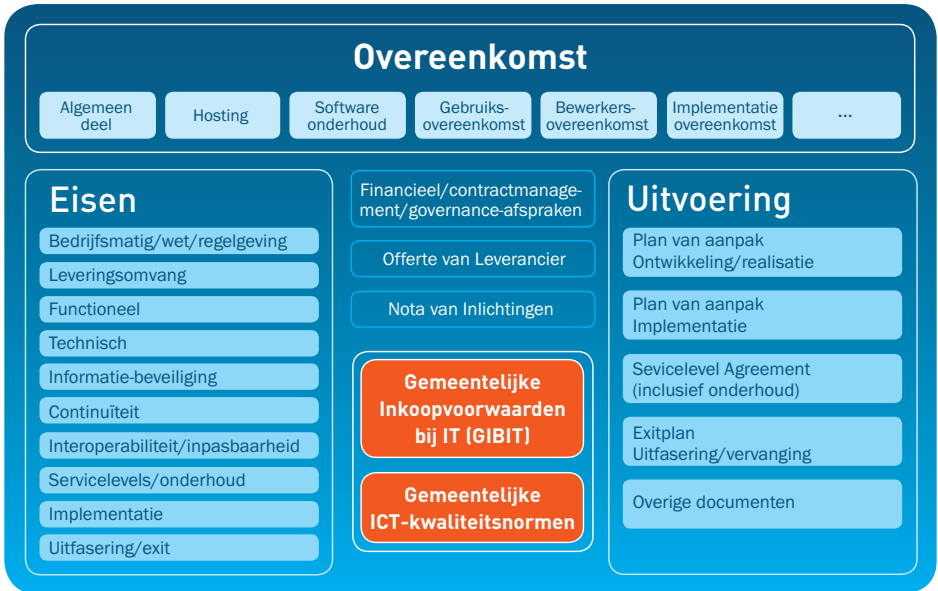 Overeenkomst
Algemeen
deel
Hosting
Software
onderhoud
Gebruiks-
overeenkomst
Bewerkers-
overeenkomst
Implementatie
overeenkomst
...
Eisen
Bedrijfsmatig/wet/regelgeving
Leveringsomvang
Functioneel
Technisch
Informatie-beveiliging
Continuïteit
Interoperabiliteit/inpasbaarheid
Servicelevels/onderhoud
Implementatie
Uitfasering/exit
Financieel/contractmanage-
ment/governance-afspraken
Offerte van Leverancier
Nota van Inlichtingen
Gemeentelijke
Inkoopvoorwaarden
bij IT (GIBIT)
Gemeentelijke
ICT-kwaliteitsnormen
Uitvoering
Plan van aanpak
Ontwikkeling/realisatie
Plan van aanpak
Implementatie
Sevicelevel Agreement
(inclusief onderhoud)
Exitplan
Uitfasering/vervanging
Overige documenten